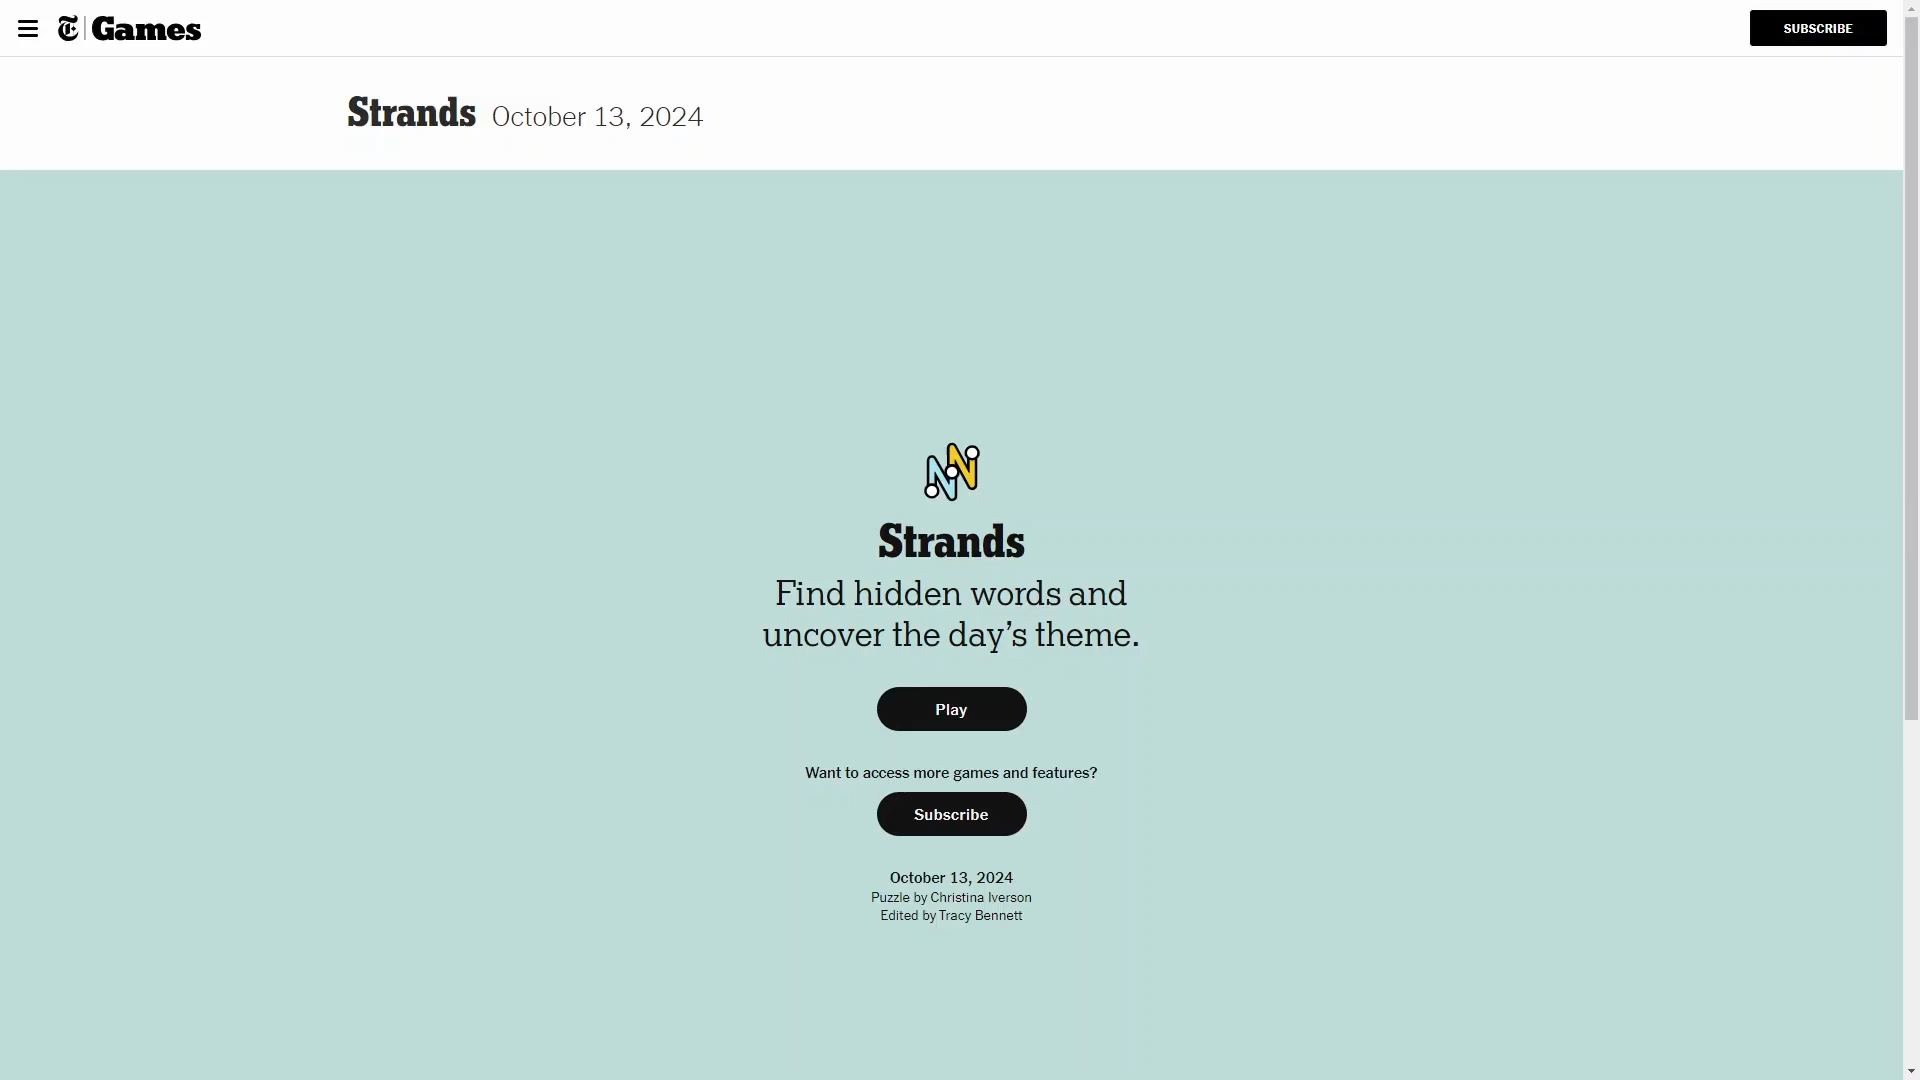 T Games
SUBSCRIBE
Strands October 13, 2024
Strands
Find hidden words and
uncover the day’s theme.
Play
Want to access more games and features?
Subscribe
October 13, 2024
Puzzle by Christina Iverson
Edited by Tracy Bennett